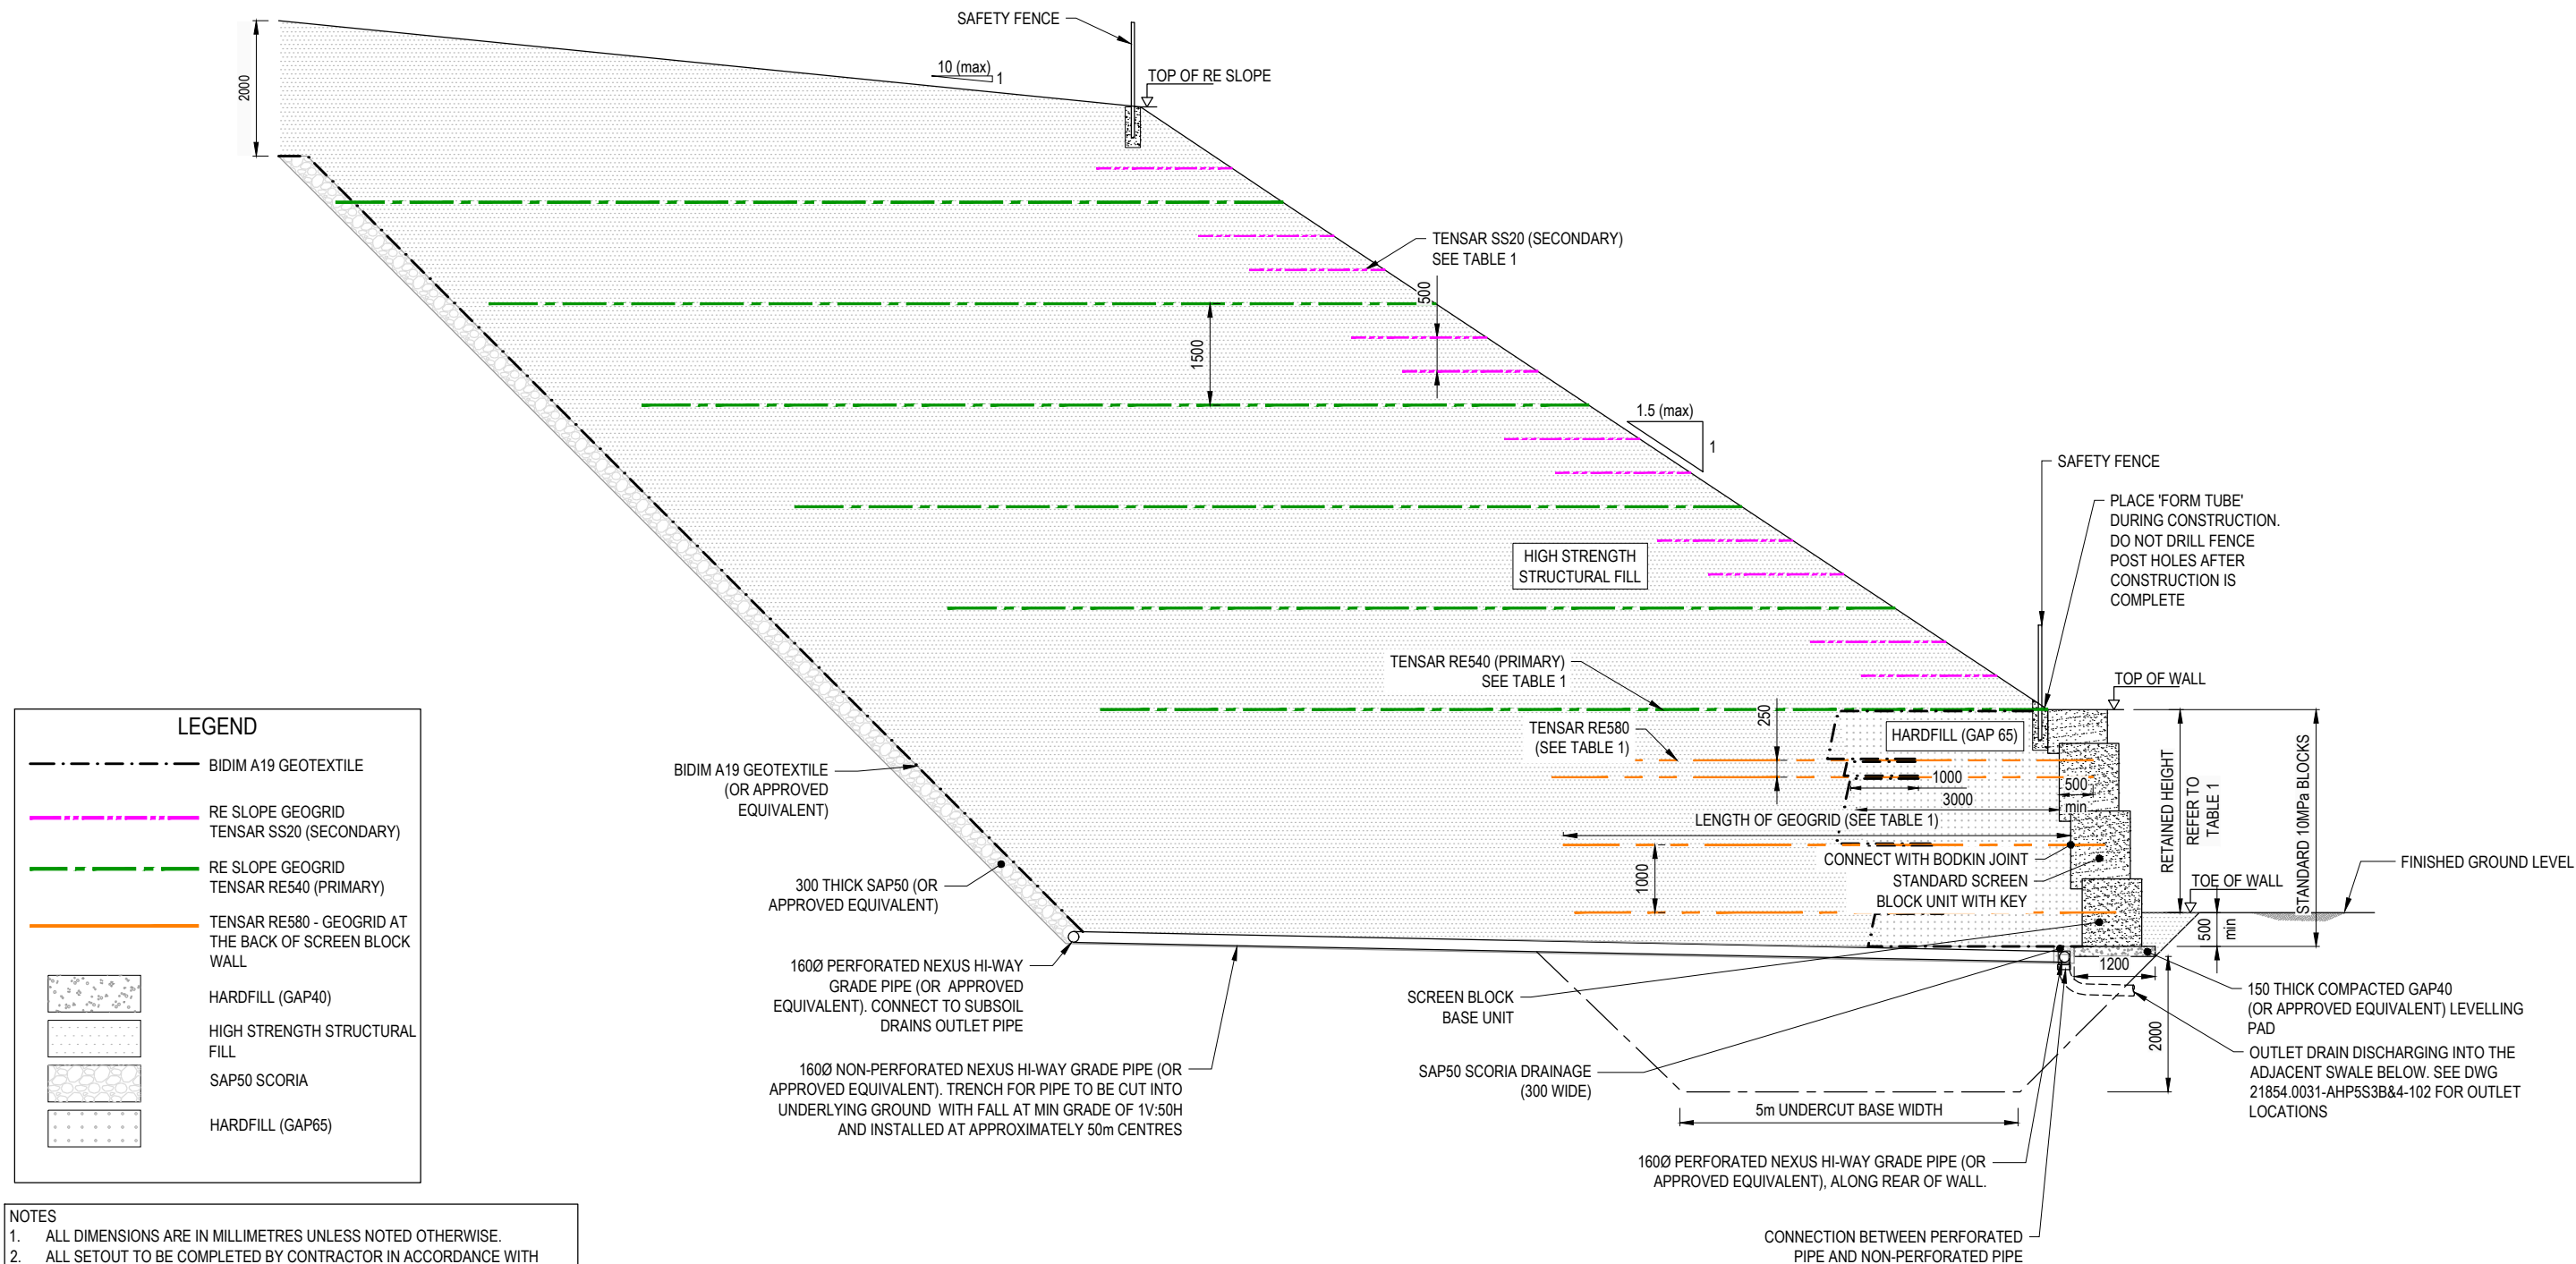 SAFETY FENCE
10 (max)
1
TOP OF RE SLOPE
2000
TENSAR SS20 (SECONDARY)
SEE TABLE 1
500
1500
1.5 (max)
1
SAFETY FENCE
PLACE 'FORM TUBE'
DURING CONSTRUCTION.
DO NOT DRILL FENCE
POST HOLES AFTER
CONSTRUCTION IS
COMPLETE
HIGH STRENGTH
STRUCTURAL FILL
TENSAR RE540 (PRIMARY)
SEE TABLE 1
TOP OF WALL
250
TENSAR RE580
(SEE TABLE 1)
HARDFILL (GAP 65)
1000
500
min
3000
LENGTH OF GEOGRID (SEE TABLE 1)
RETAINED HEIGHT
REFER TO
TABLE 1
STANDARD 10MPa BLOCKS
BIDIM A19 GEOTEXTILE
(OR APPROVED
EQUIVALENT)
CONNECT WITH BODKIN JOINT
STANDARD SCREEN
BLOCK UNIT WITH KEY
1000
FINISHED GROUND LEVEL
TOE OF WALL
300 THICK SAP50 (OR
APPROVED EQUIVALENT)
500
min
1200
160Ø PERFORATED NEXUS HI-WAY
GRADE PIPE (OR APPROVED
EQUIVALENT). CONNECT TO SUBSOIL
DRAINS OUTLET PIPE
SCREEN BLOCK
BASE UNIT
150 THICK COMPACTED GAP40
(OR APPROVED EQUIVALENT) LEVELLING
PAD
2000
160Ø NON-PERFORATED NEXUS HI-WAY GRADE PIPE (OR
APPROVED EQUIVALENT). TRENCH FOR PIPE TO BE CUT INTO
UNDERLYING GROUND WITH FALL AT MIN GRADE OF 1V:50H
AND INSTALLED AT APPROXIMATELY 50m CENTRES
SAP50 SCORIA DRAINAGE
(300 WIDE)
OUTLET DRAIN DISCHARGING INTO THE
ADJACENT SWALE BELOW. SEE DWG
21854.0031-AHP5S3B&4-102 FOR OUTLET
LOCATIONS
5m UNDERCUT BASE WIDTH
160Ø PERFORATED NEXUS HI-WAY GRADE PIPE (OR
APPROVED EQUIVALENT), ALONG REAR OF WALL.
CONNECTION BETWEEN PERFORATED
PIPE AND NON-PERFORATED PIPE
LEGEND
BIDIM A19 GEOTEXTILE
RE SLOPE GEOGRID
TENSAR SS20 (SECONDARY)
RE SLOPE GEOGRID
TENSAR RE540 (PRIMARY)
TENSAR RE580 - GEOGRID AT
THE BACK OF SCREEN BLOCK
WALL
HARDFILL (GAP40)
HIGH STRENGTH STRUCTURAL
FILL
SAP50 SCORIA
HARDFILL (GAP65)
NOTES
1. ALL DIMENSIONS ARE IN MILLIMETRES UNLESS NOTED OTHERWISE.
2. ALL SETOUT TO BE COMPLETED BY CONTRACTOR IN ACCORDANCE WITH